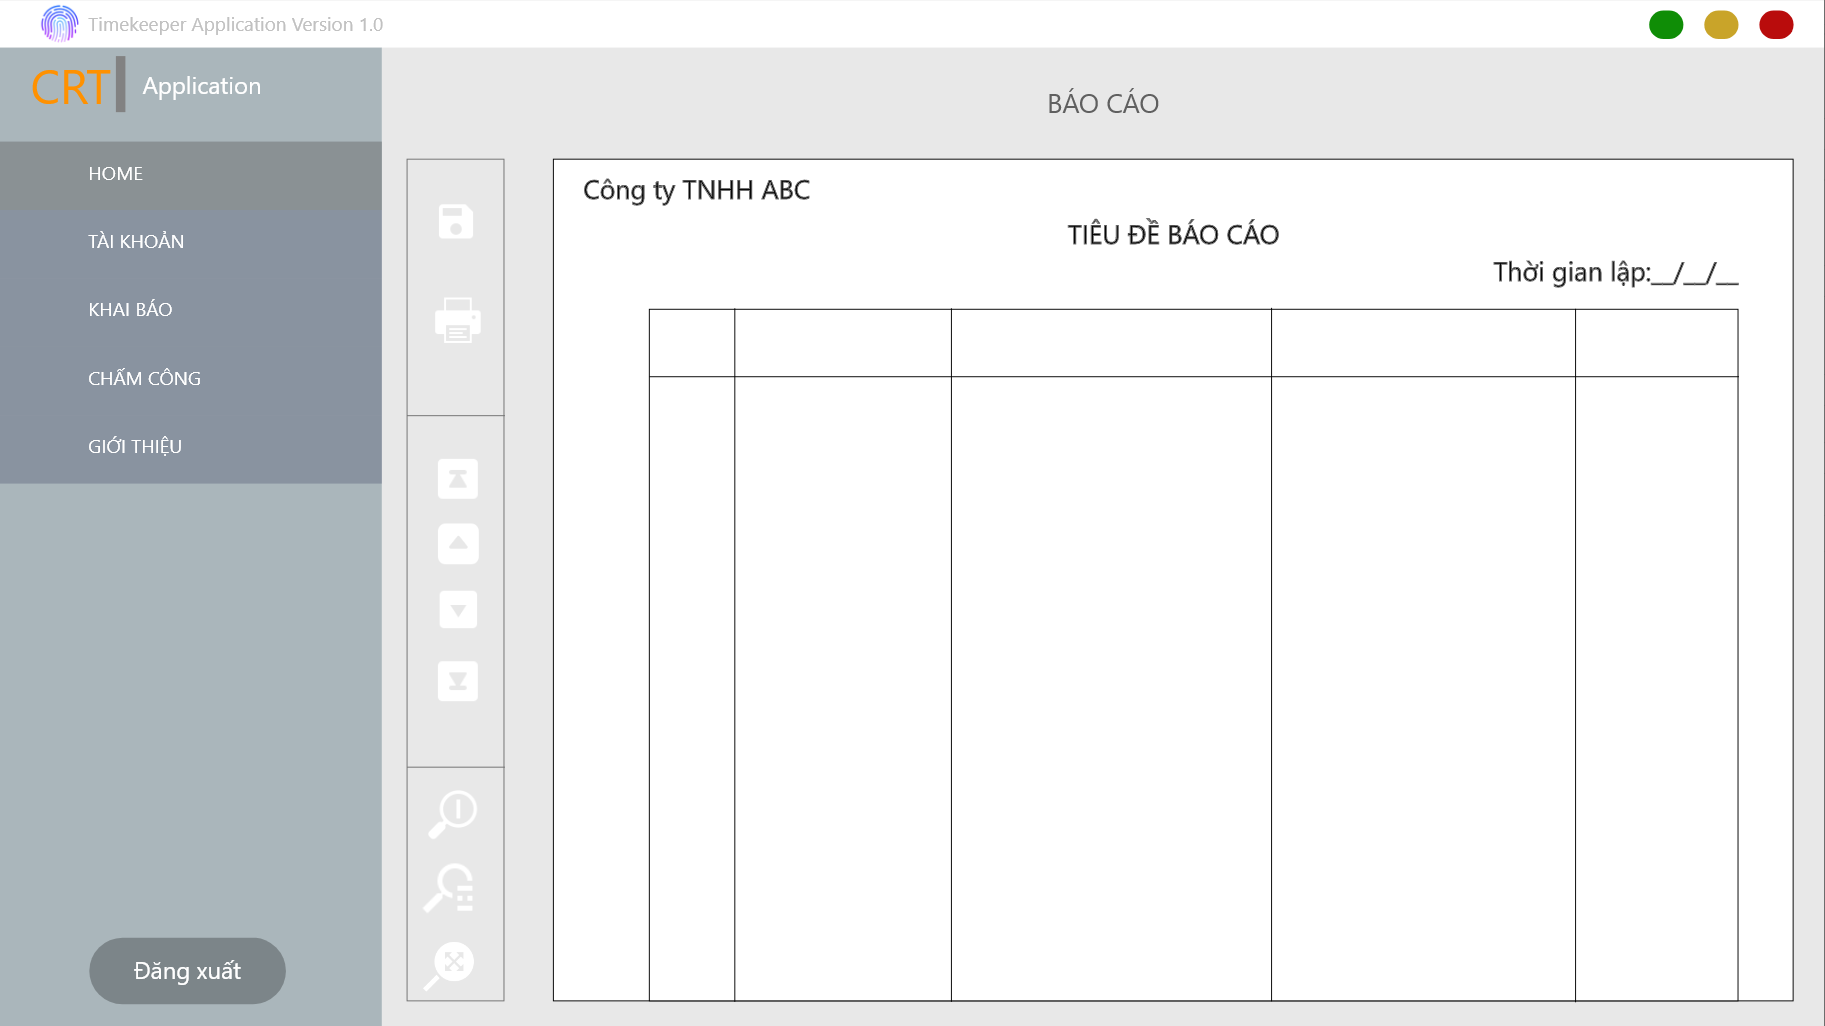 Timekeeper Application Version 1.0
CRT Application
HOME
TÀI KHOẢN
KHAI BÁO
CHẤM CÔNG
GIỚI THIỆU
Đăng xuất
BÁO CÁO
Công ty TNHH ABC
TIÊU ĐỀ BÁO CÁO
Thời gian lập:__/__/__